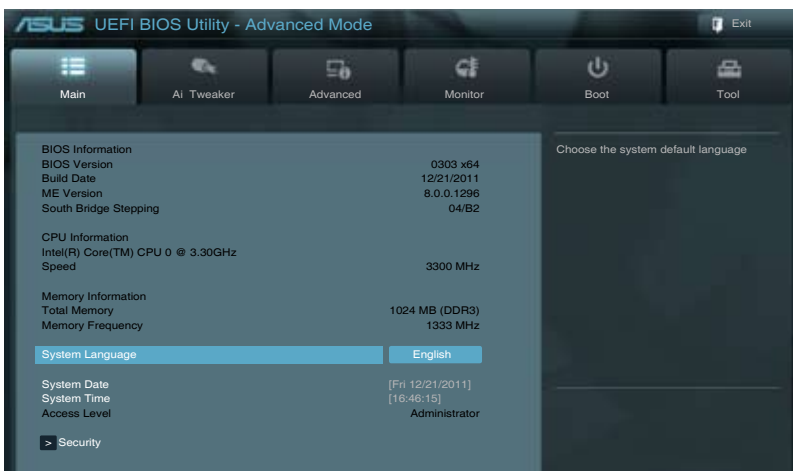 ASUS UEFI BIOS Utility - Advanced Mode
Exit
Main Ai Tweaker Advanced Monitor Boot Tool
BIOS Information
BIOS Version 0303 x64
Build Date 12/21/2011
ME Version 8.0.0.1296
South Bridge Stepping 04/B2
CPU Information
Intel(R) Core(TM) CPU 0 @ 3.30GHz
Speed 3300 MHz
Memory Information
Total Memory 1024 MB (DDR3)
Memory Frequency 1333 MHz
System Language English
System Date [Fri 12/21/2011]
System Time [16:46:15]
Access Level Administrator
> Security
Choose the system default language